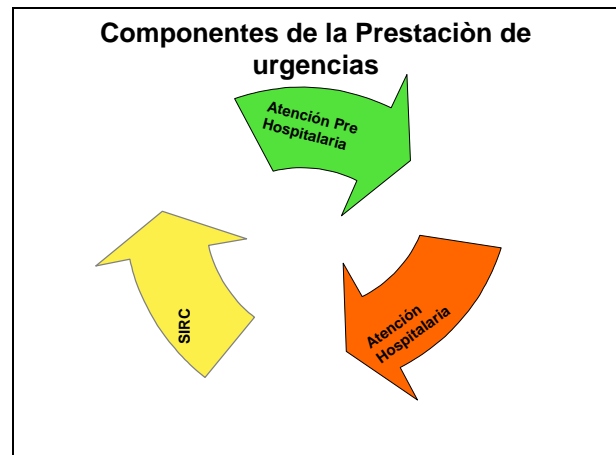 Componentes de la Prestaciòn de
urgencias
Atención Pre
Hospitalaria
Atención
Hospitalaria
SIRC